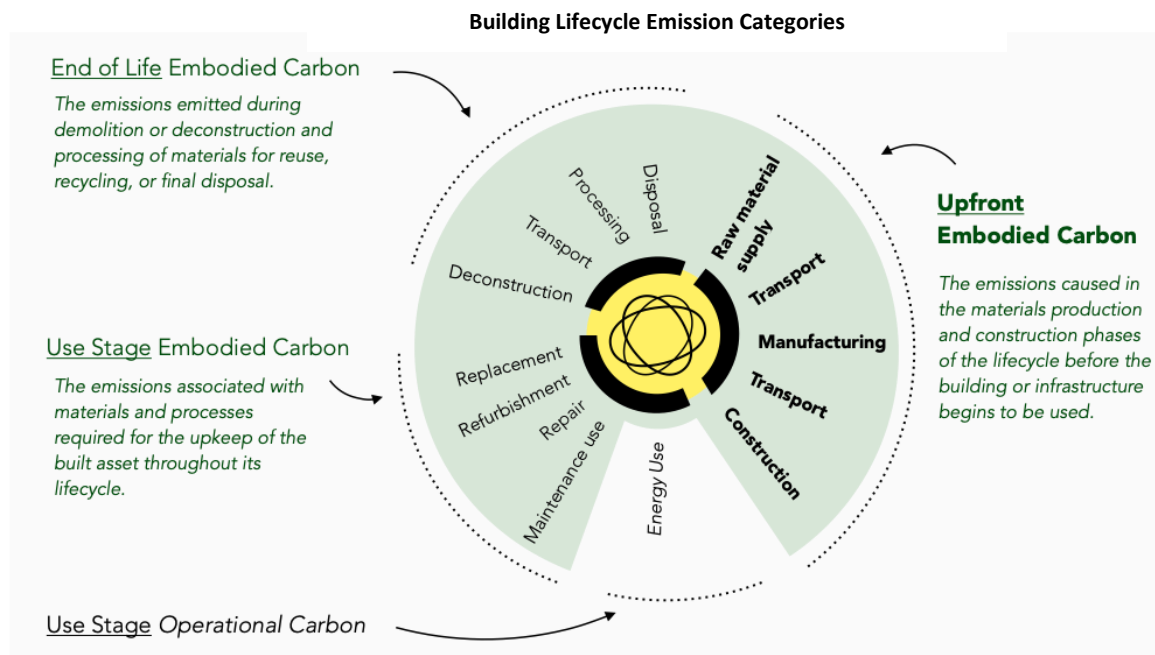 Building Lifecycle Emission Categories
End of Life Embodied Carbon
The emissions emitted during
demolition or deconstruction and
processing of materials for reuse,
recycling, or final disposal.
Use Stage Embodied Carbon
The emissions associated with
materials and processes
required for the upkeep of the
built asset throughout its
lifecycle.
Use Stage Operational Carbon
Deconstruction
Transport
Processing
Disposal
Raw material
supply
Transport
Manufacturing
Transport
Construction
Energy Use
Maintenance use
Repair
Refurbishment
Replacement
Upfront
Embodied Carbon
The emissions caused in
the materials production
and construction phases
of the lifecycle before the
building or infrastructure
begins to be used.